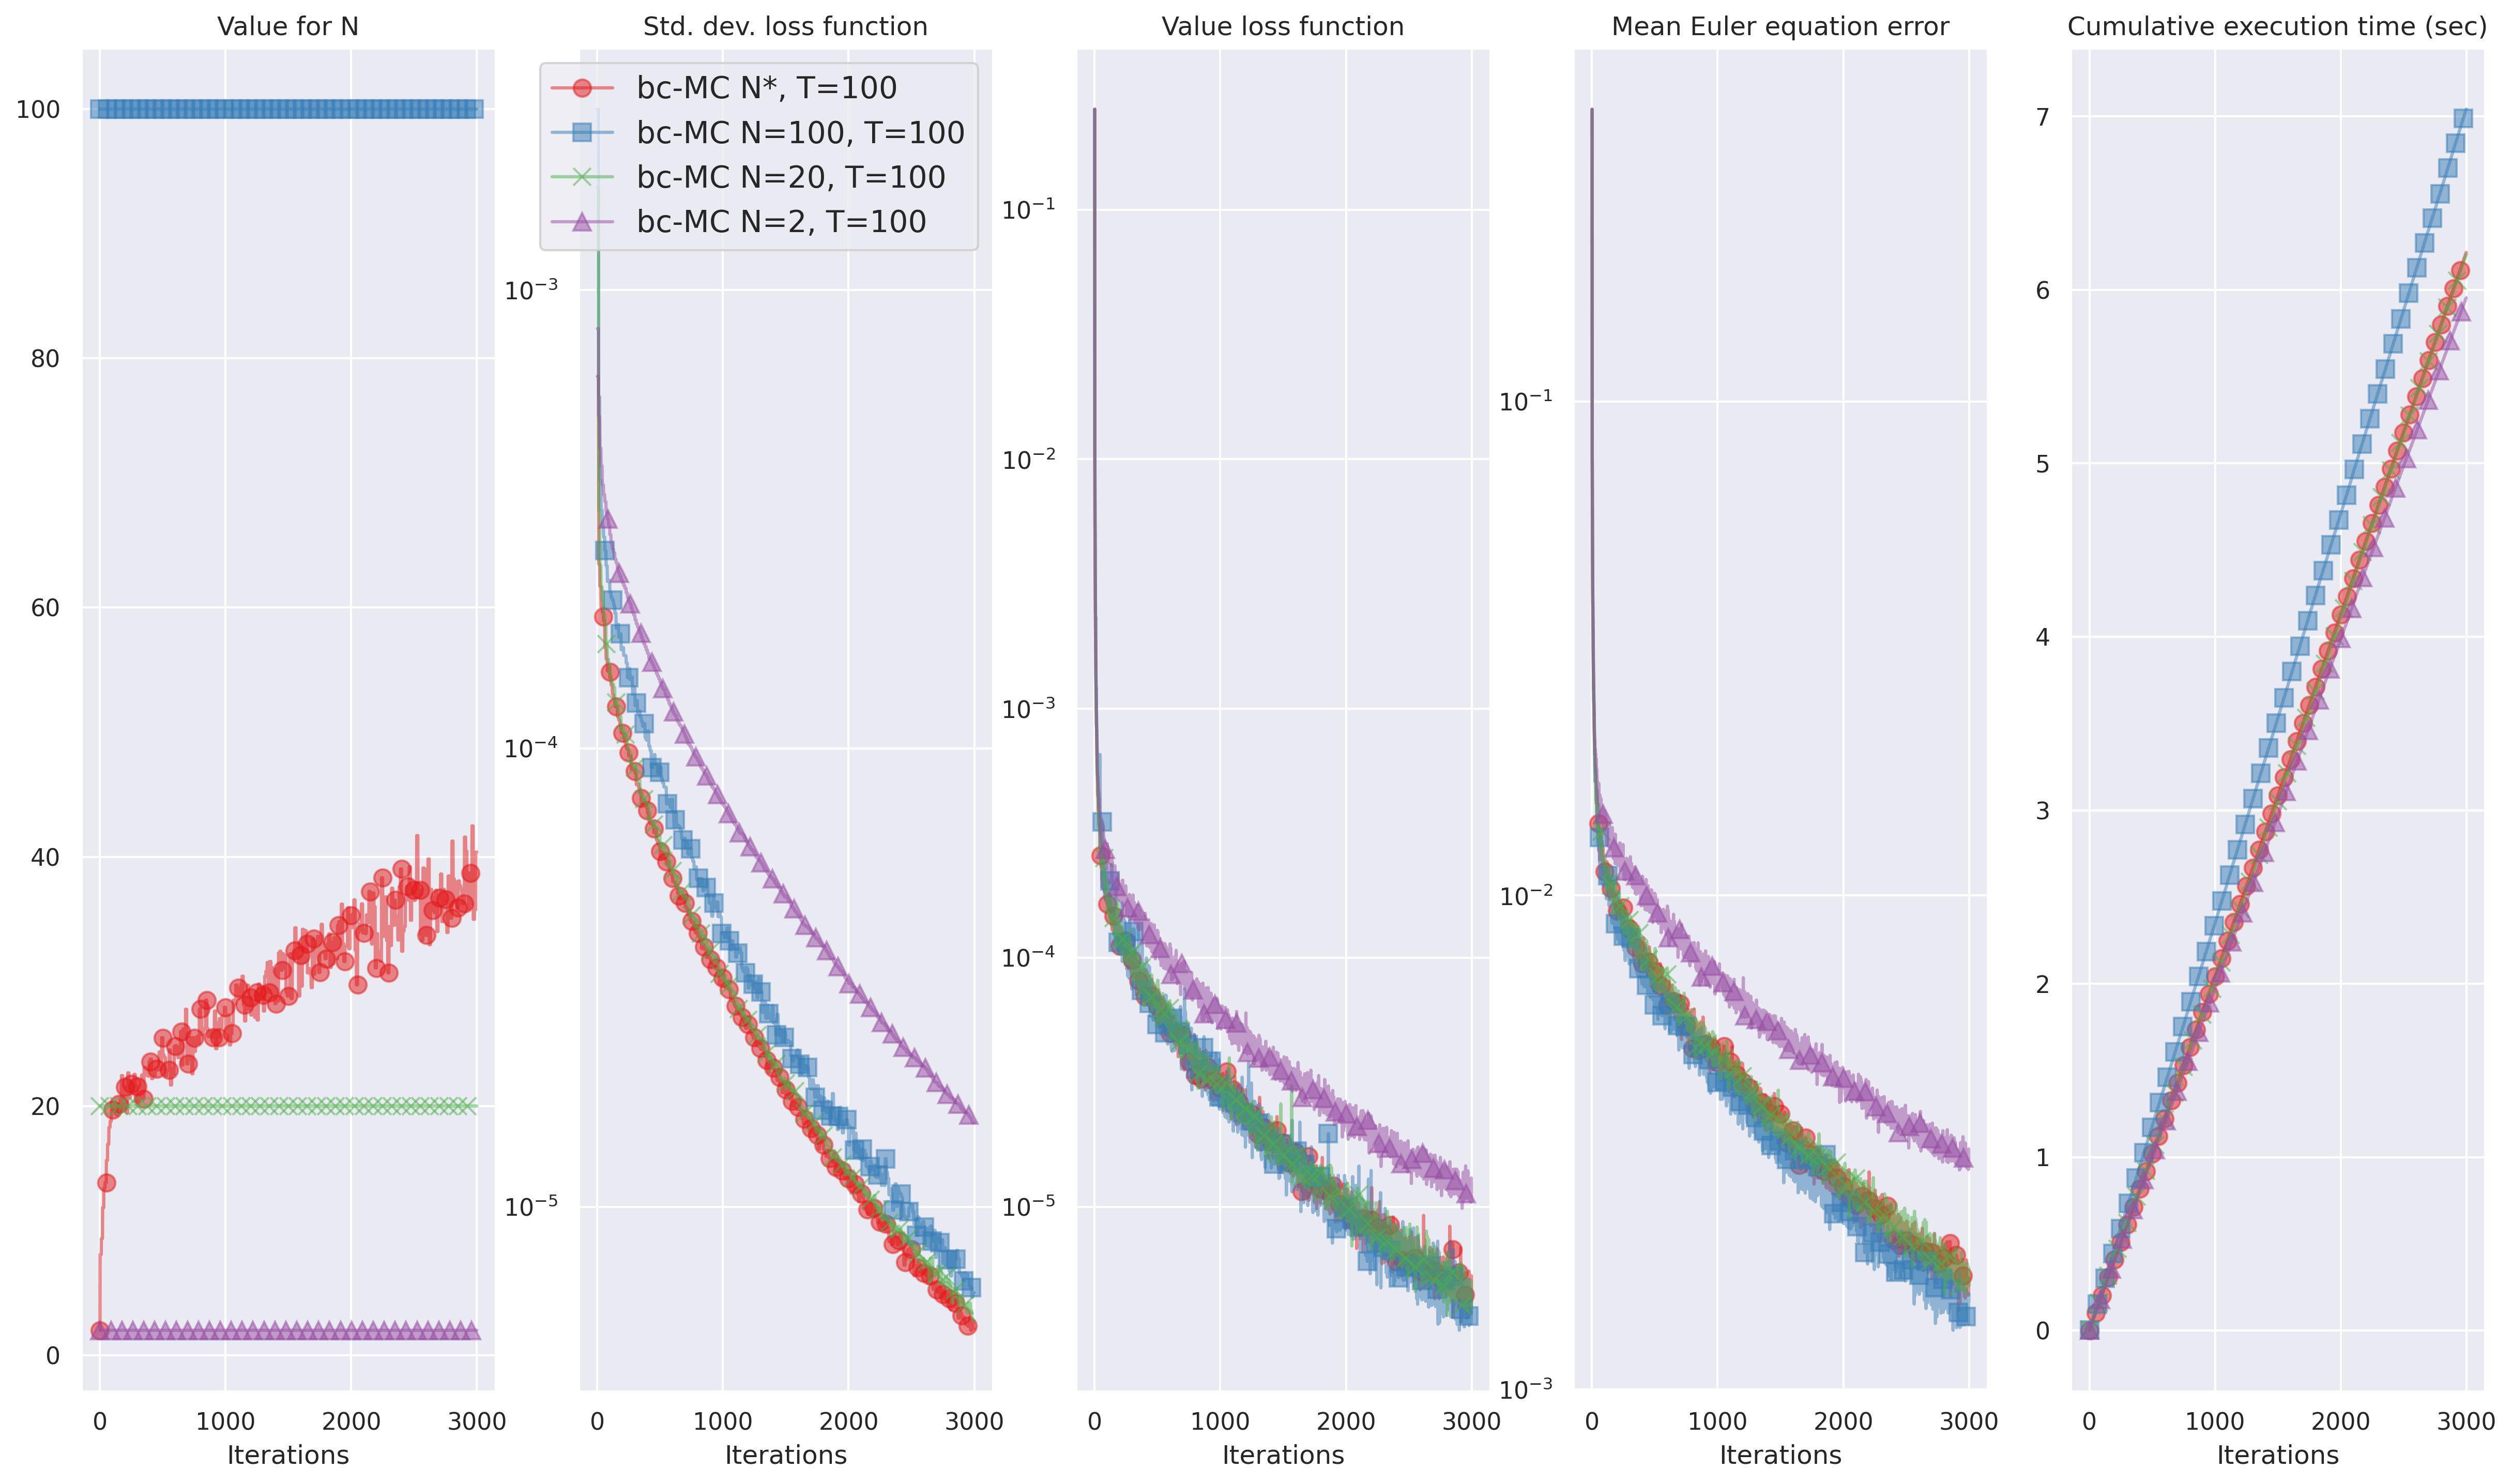 Value for N
Std. dev. loss function
Value loss function
Mean Euler equation error
Cumulative execution time (sec)
bc-MC N*, T=100
bc-MC N=100, T=100
bc-MC N=20, T=100
bc-MC N=2, T=100
100
80
60
40
20
0
0 1000 2000 3000
Iterations
10⁻³
10⁻⁴
10⁻⁵
0 1000 2000 3000
Iterations
10⁻¹
10⁻²
10⁻³
10⁻⁴
10⁻⁵
0 1000 2000 3000
Iterations
10⁻¹
10⁻²
10⁻³
0 1000 2000 3000
Iterations
7
6
5
4
3
2
1
0
0 1000 2000 3000
Iterations